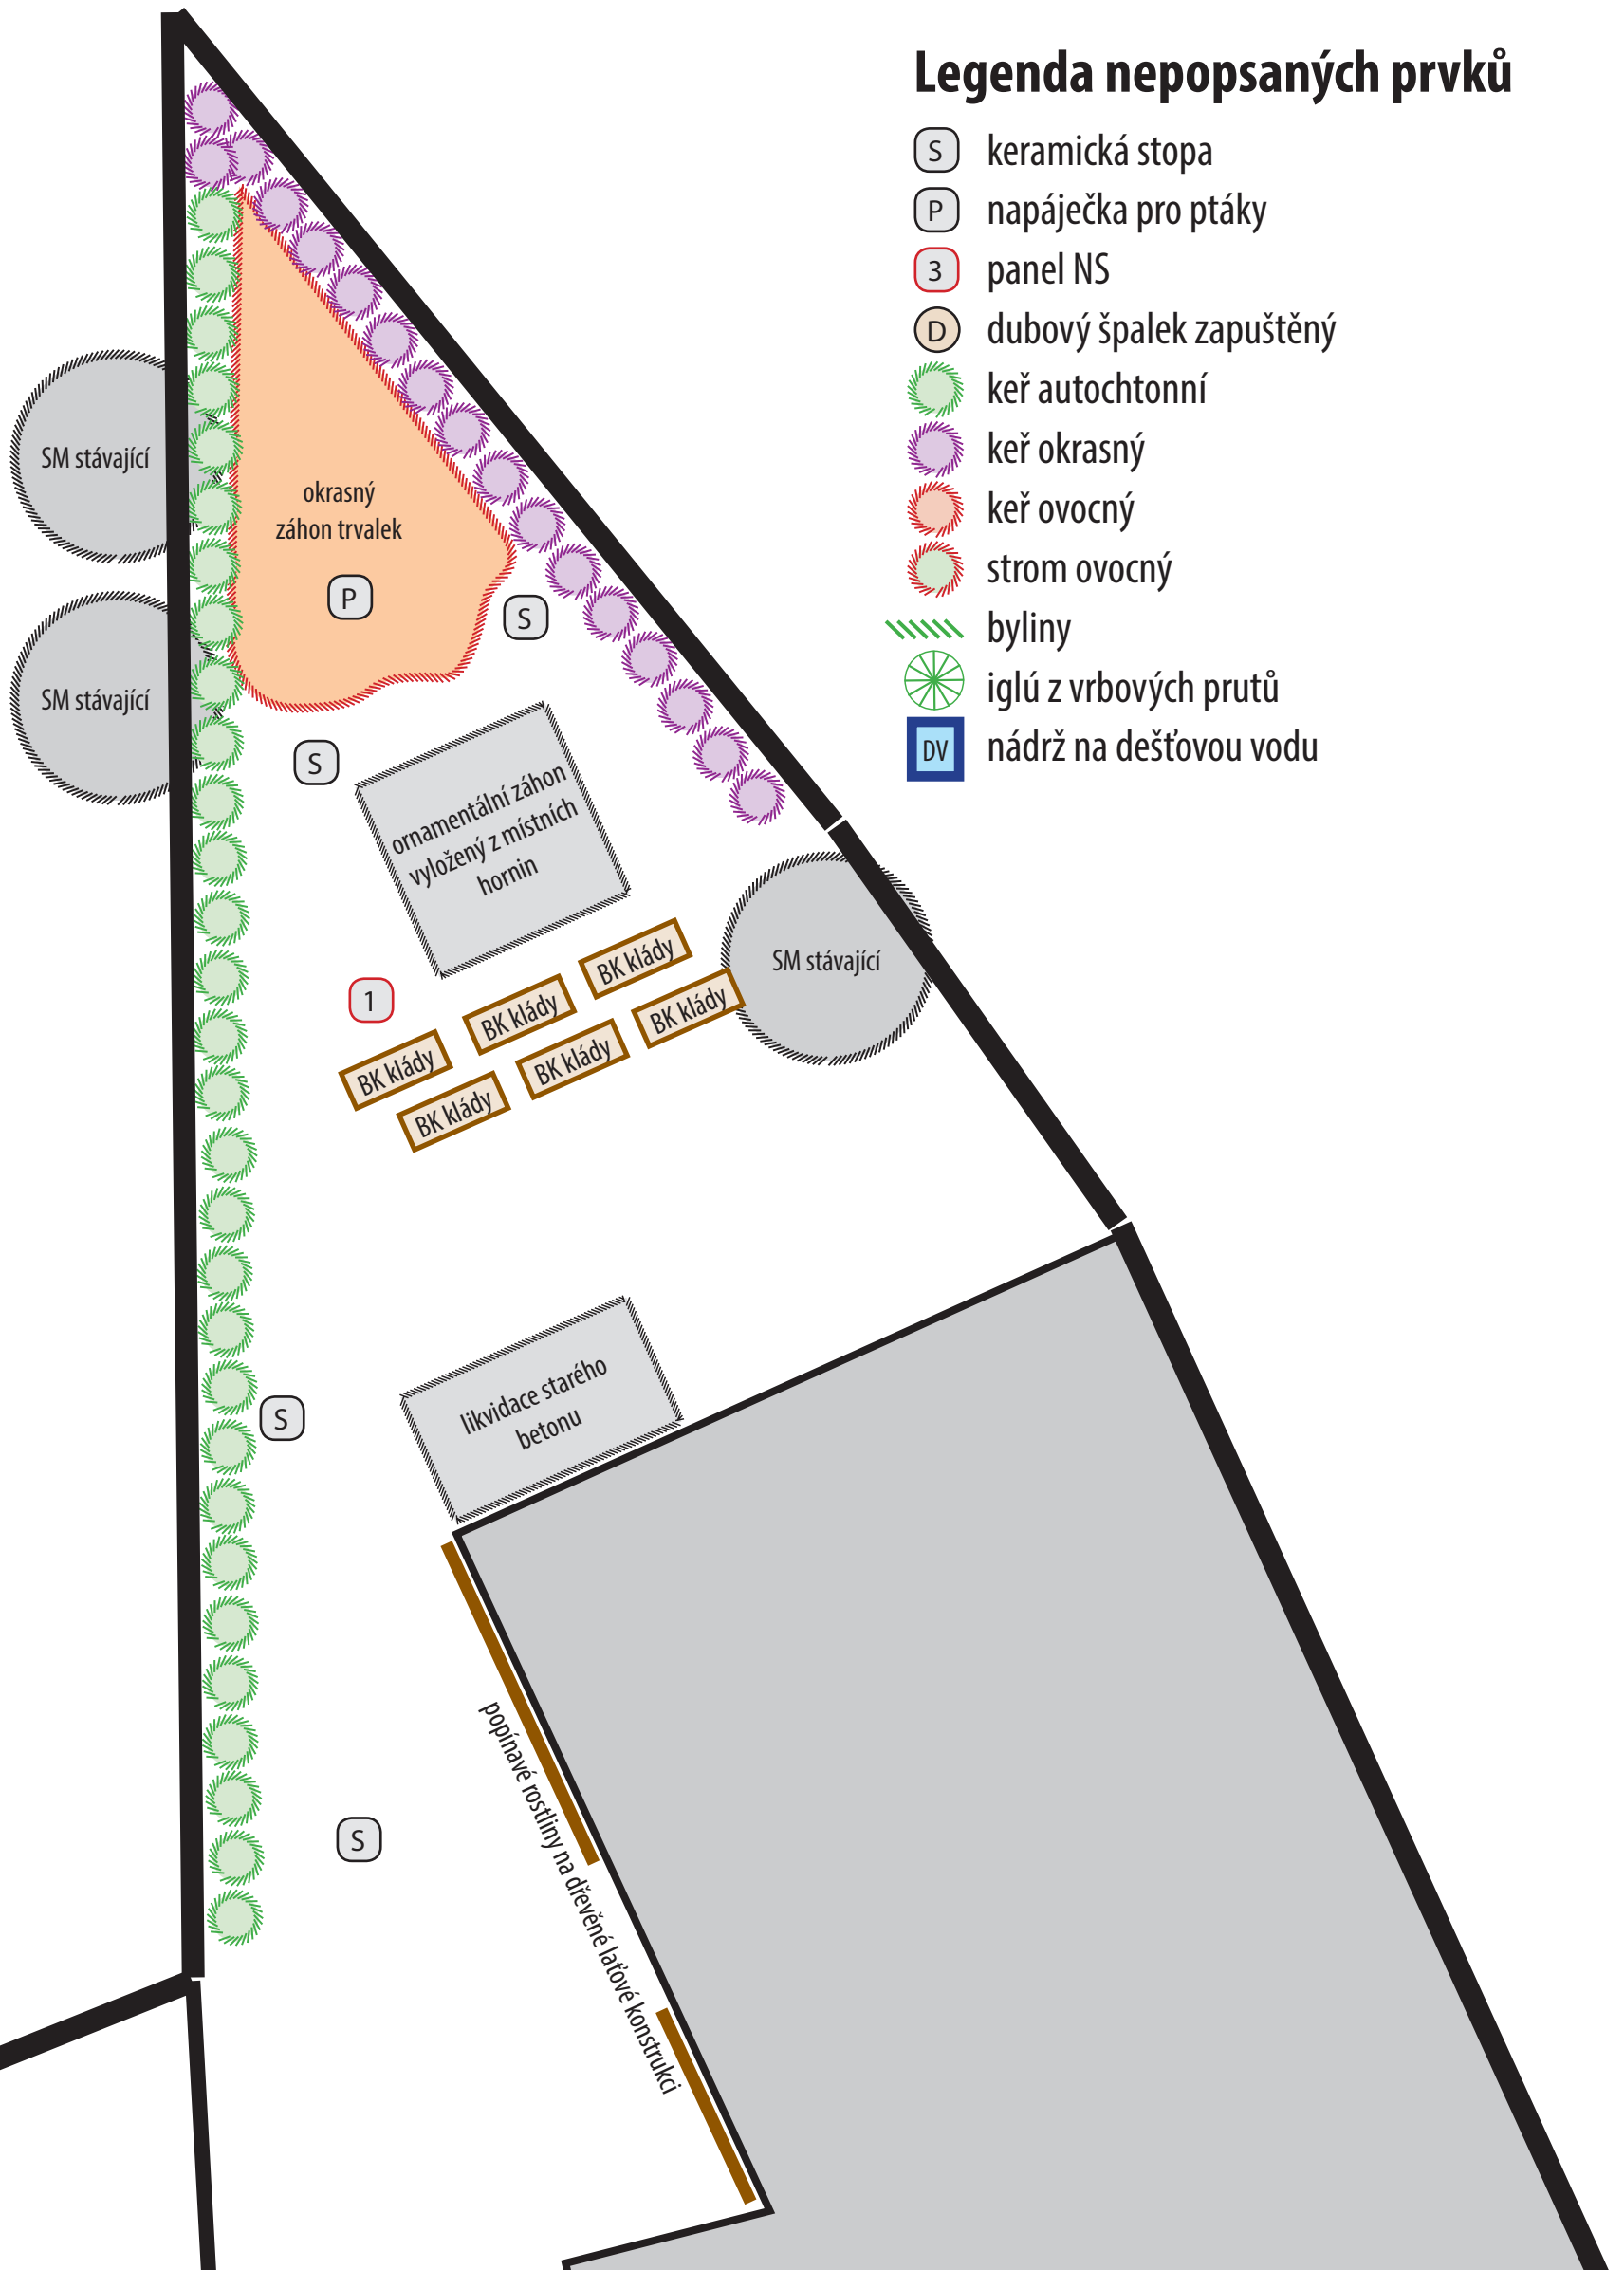 Legenda nepopsaných prvků
S keramická stopa
P napáječka pro ptáky
3 panel NS
D dubový špalek zapuštěný
keř autochtonní
keř okrasný
keř ovocný
strom ovocný
byliny
iglú z vrbových prutů
DV nádrž na dešťovou vodu
SM stávající
okrasný
záhon trvalek
P
S
SM stávající
S
ornamentální záhon
vyložený z místních
hornin
SM stávající
1
BK klády
BK klády
BK klády
BK klády
BK klády
BK klády
likvidace starého
betonu
S
popínavé rostliny na dřevěné laťové konstrukci
S